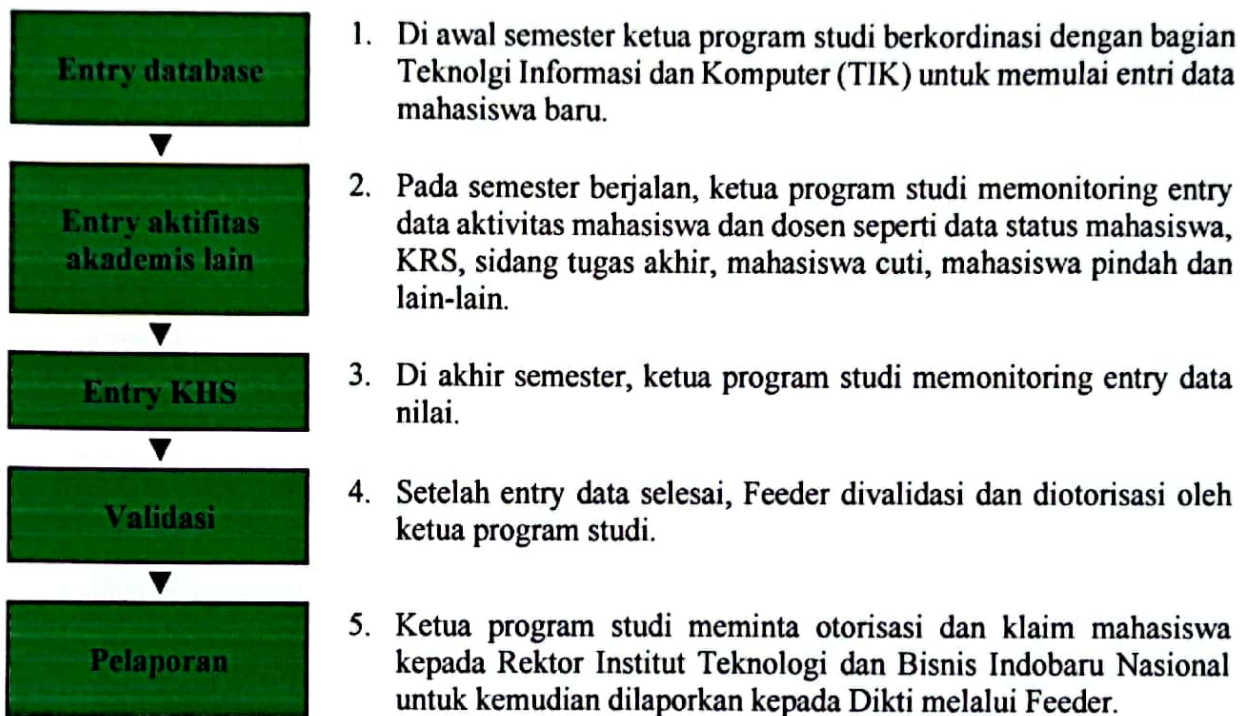 Entry database
1. Di awal semester ketua program studi berkordinasi dengan bagian
Teknolgi Informasi dan Komputer (TIK) untuk memulai entri data
mahasiswa baru.
Entry aktifitas
akademis lain
2. Pada semester berjalan, ketua program studi memonitoring entry
data aktivitas mahasiswa dan dosen seperti data status mahasiswa,
KRS, sidang tugas akhir, mahasiswa cuti, mahasiswa pindah dan
lain-lain.
Entry KHS
3. Di akhir semester, ketua program studi memonitoring entry data
nilai.
Validasi
4. Setelah entry data selesai, Feeder divalidasi dan diotorisasi oleh
ketua program studi.
Pelaporan
5. Ketua program studi meminta otorisasi dan klaim mahasiswa
kepada Rektor Institut Teknologi dan Bisnis Indobaru Nasional
untuk kemudian dilaporkan kepada Dikti melalui Feeder.